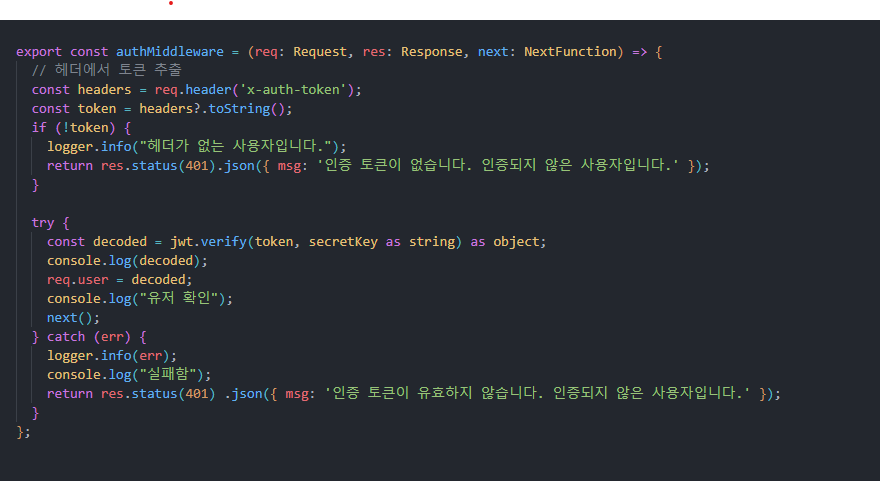 export const authMiddleware = (req: Request, res: Response, next: NextFunction) => {
// 헤더에서 토큰 추출
const headers = req.header('x-auth-token');
const token = headers?.toString();
if (!token) {
logger.info("헤더가 없는 사용자입니다.");
return res.status(401).json({ msg: '인증 토큰이 없습니다. 인증되지 않은 사용자입니다.' });
}
try {
const decoded = jwt.verify(token, secretKey as string) as object;
console.log(decoded);
req.user = decoded;
console.log("유저 확인");
next();
} catch (err) {
logger.info(err);
console.log("실패함");
return res.status(401) .json({ msg: '인증 토큰이 유효하지 않습니다. 인증되지 않은 사용자입니다.' });
}
};